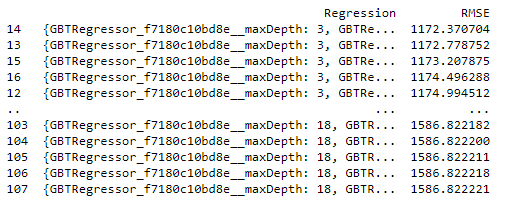 Regression RMSE
14 {GBTRegressor_f7180c10bd8e__maxDepth: 3, GBTRe... 1172.370704
13 {GBTRegressor_f7180c10bd8e__maxDepth: 3, GBTRe... 1172.778752
15 {GBTRegressor_f7180c10bd8e__maxDepth: 3, GBTRe... 1173.207875
16 {GBTRegressor_f7180c10bd8e__maxDepth: 3, GBTRe... 1174.496288
12 {GBTRegressor_f7180c10bd8e__maxDepth: 3, GBTRe... 1174.994512
.. ... ...
103 {GBTRegressor_f7180c10bd8e__maxDepth: 18, GBTR... 1586.822182
104 {GBTRegressor_f7180c10bd8e__maxDepth: 18, GBTR... 1586.822200
105 {GBTRegressor_f7180c10bd8e__maxDepth: 18, GBTR... 1586.822211
106 {GBTRegressor_f7180c10bd8e__maxDepth: 18, GBTR... 1586.822218
107 {GBTRegressor_f7180c10bd8e__maxDepth: 18, GBTR... 1586.822221